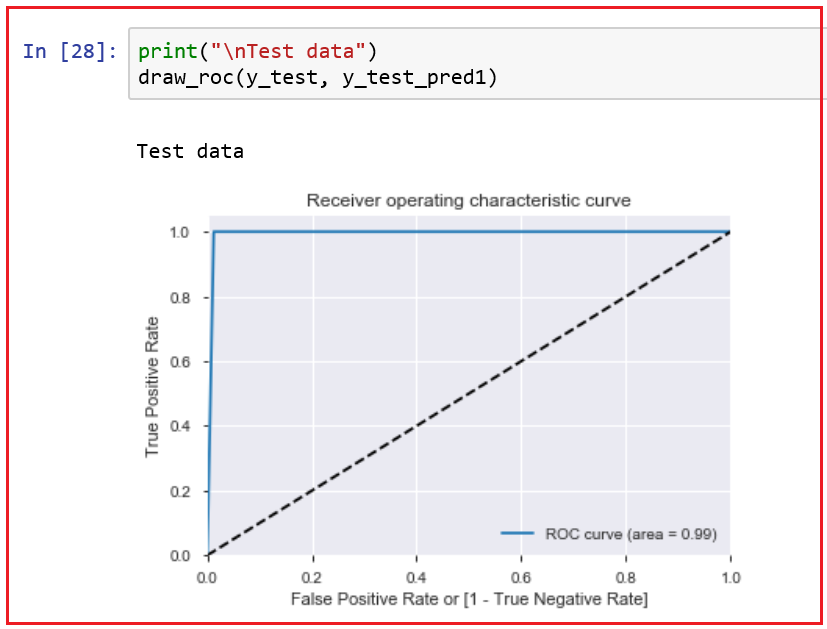 In [28]: print("\nTest data")
draw_roc(y_test, y_test_pred1)
Test data
Receiver operating characteristic curve
1.0
0.8
0.6
0.4
0.2
0.0
True Positive Rate
ROC curve (area = 0.99)
0.0 0.2 0.4 0.6 0.8 1.0
False Positive Rate or [1 - True Negative Rate]